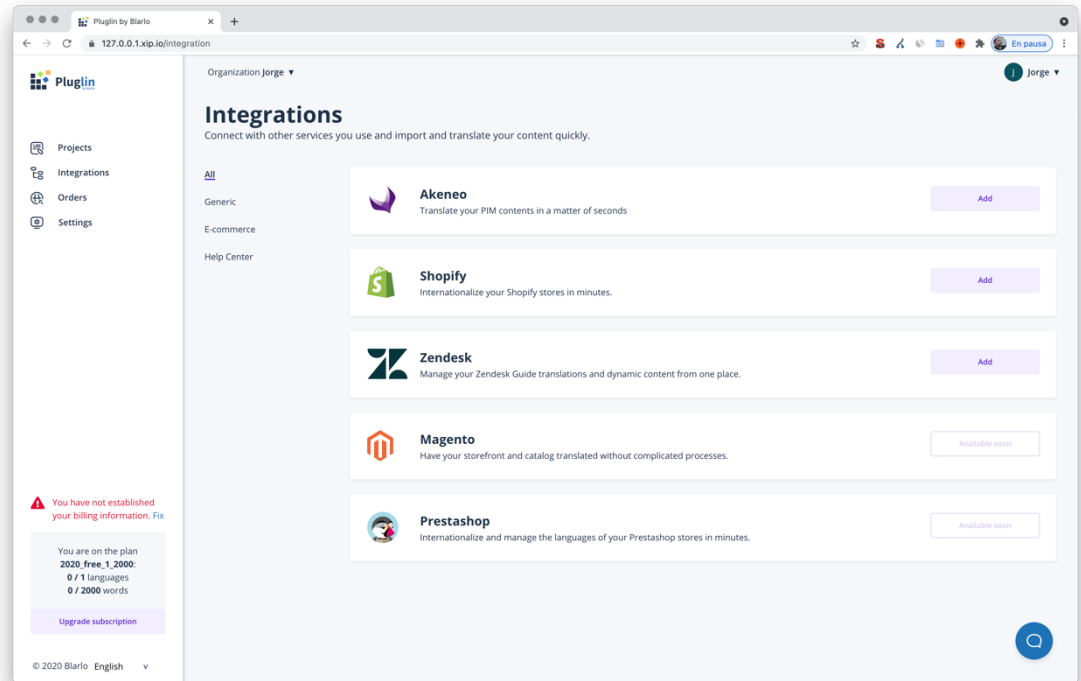 Pluglin by Blarlo
127.0.0.1.xip.io/integration
En pausa
Pluglin
Organization Jorge ▼
J Jorge ▼
Projects
Integrations
Orders
Settings
Integrations
Connect with other services you use and import and translate your content quickly.
All
Generic
E-commerce
Help Center
Akeneo
Translate your PIM contents in a matter of seconds
Add
Shopify
Internationalize your Shopify stores in minutes.
Add
Zendesk
Manage your Zendesk Guide translations and dynamic content from one place.
Add
Magento
Have your storefront and catalog translated without complicated processes.
Available soon
Prestashop
Internationalize and manage the languages of your Prestashop stores in minutes.
Available soon
You have not established
your billing information. Fix
You are on the plan
2020_free_1_2000:
0 / 1 languages
0 / 2000 words
Upgrade subscription
© 2020 Blarlo English v